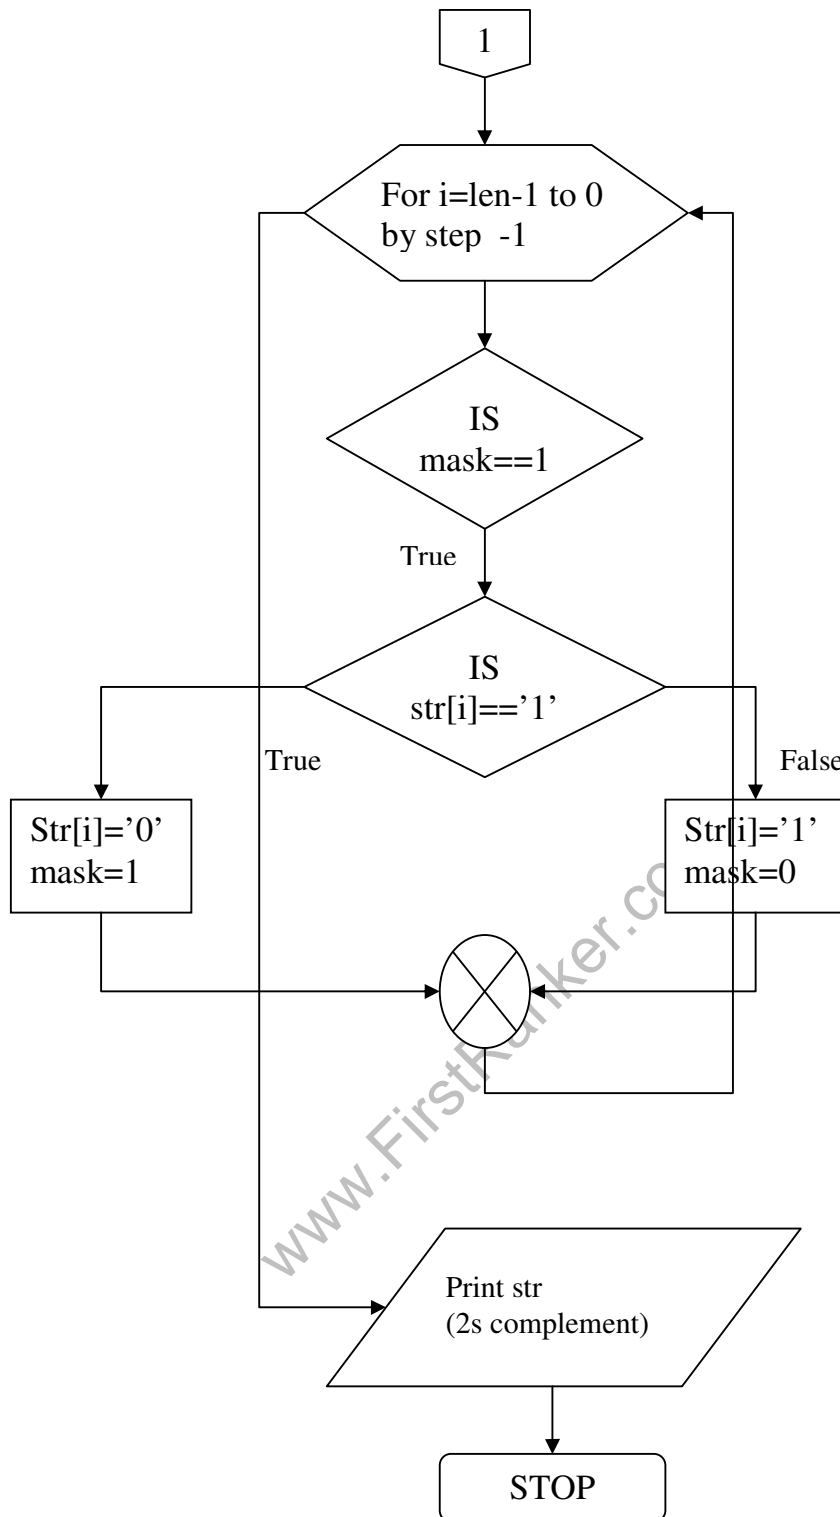 1
For i=len-1 to 0
by step -1
IS
mask==1
True
IS
str[i]==’1’
True
False
Str[i]=’0’
mask=1
Str[i]=’1’
mask=0
www.FirstRanker.co
Print str
(2s complement)
STOP